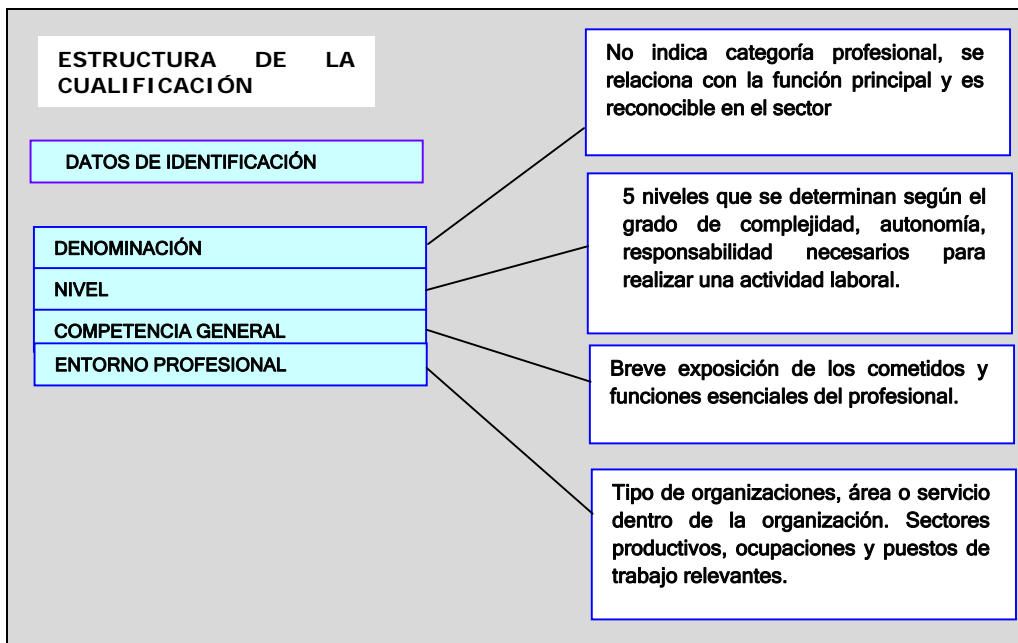 ESTRUCTURA DE LA
CUALIFICACIÓN
DATOS DE IDENTIFICACIÓN
DENOMINACIÓN
NIVEL
COMPETENCIA GENERAL
ENTORNO PROFESIONAL
No indica categoría profesional, se
relaciona con la función principal y es
reconocible en el sector
5 niveles que se determinan según el
grado de complejidad, autonomía,
responsabilidad necesarios para
realizar una actividad laboral.
Breve exposición de los cometidos y
funciones esenciales del profesional.
Tipo de organizaciones, área o servicio
dentro de la organización. Sectores
productivos, ocupaciones y puestos de
trabajo relevantes.